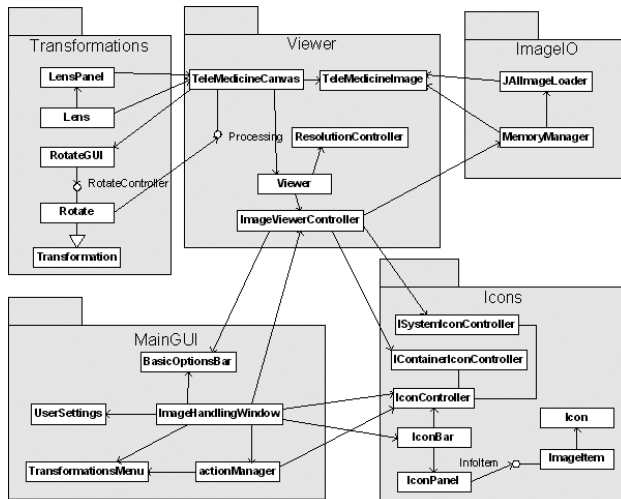 Transformations
Viewer
ImageIO
LensPanel
TeleMedicineCanvas
TeleMedicineImage
JAIImageLoader
Lens
Processing
ResolutionController
MemoryManager
RotateGUI
RotateController
Viewer
Rotate
ImageViewerController
Transformation
Icons
MainGUI
ISystemIconController
BasicOptionsBar
IContainerIconController
IconController
UserSettings
ImageHandlingWindow
Icon
IconBar
InfoItem
ImageItem
TransformationsMenu
actionManager
IconPanel